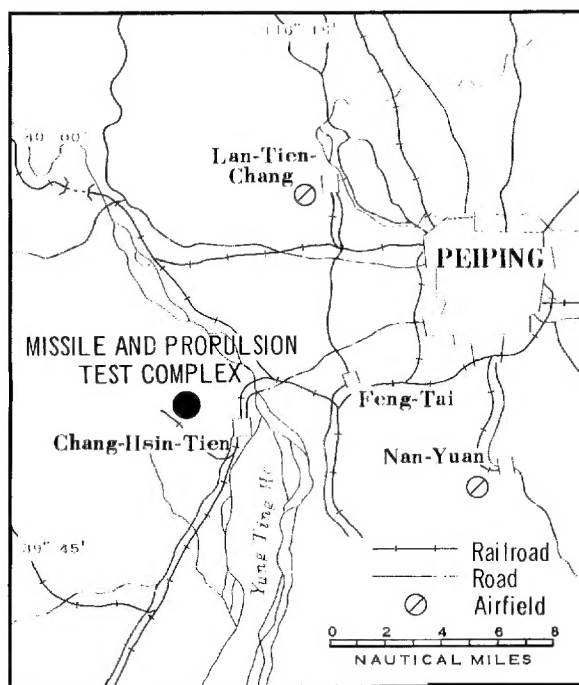 116° 15'
40° 00'
Lan-Tien-
Chang
PEIPING
MISSILE AND PROPULSION
TEST COMPLEX
Feng-Tai
Chang-Hsin-Tien
Nan-Yuan
Yung Ting Ho
39° 45'
Railroad
Road
Airfield
0 2 4 6 8
NAUTICAL MILES